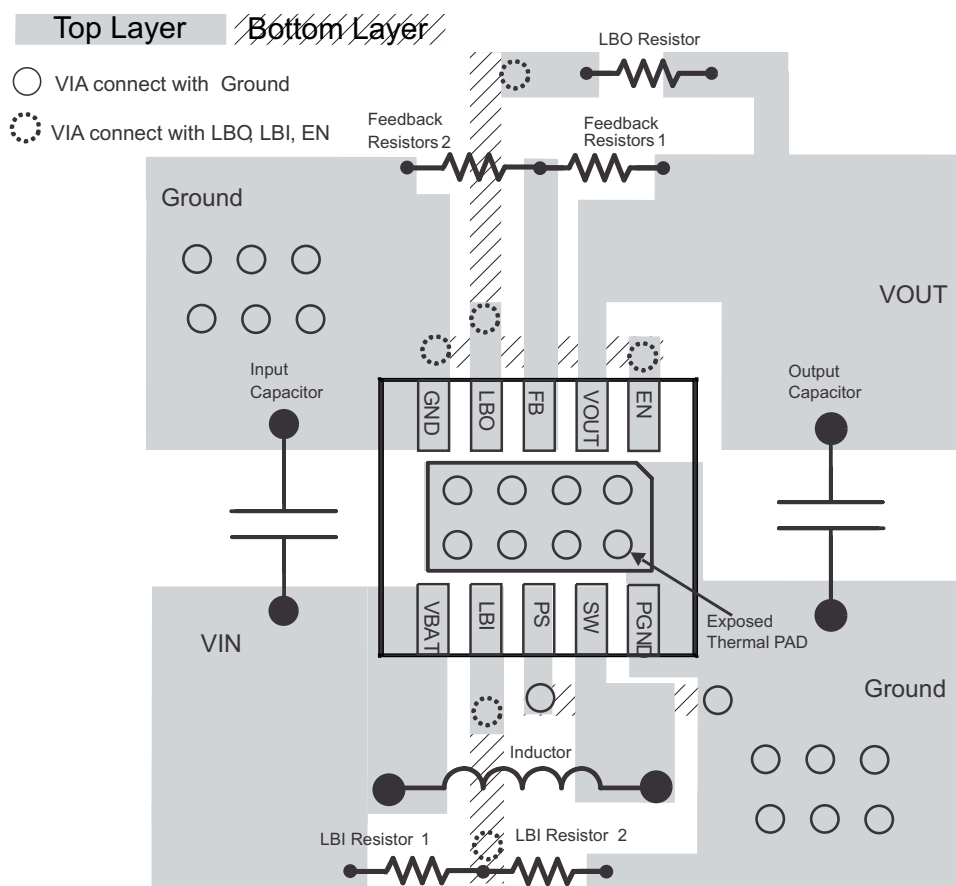 Top Layer
Bottom Layer
VIA connect with Ground
VIA connect with LBO, LBI, EN
LBO Resistor
Feedback
Resistors 2
Feedback
Resistors 1
Ground
VOUT
Input
Capacitor
Output
Capacitor
GND
LBO
FB
VOUT
EN
VBAT
LBI
PS
SW
PGND
Exposed
Thermal PAD
VIN
Ground
Inductor
LBI Resistor 1
LBI Resistor 2